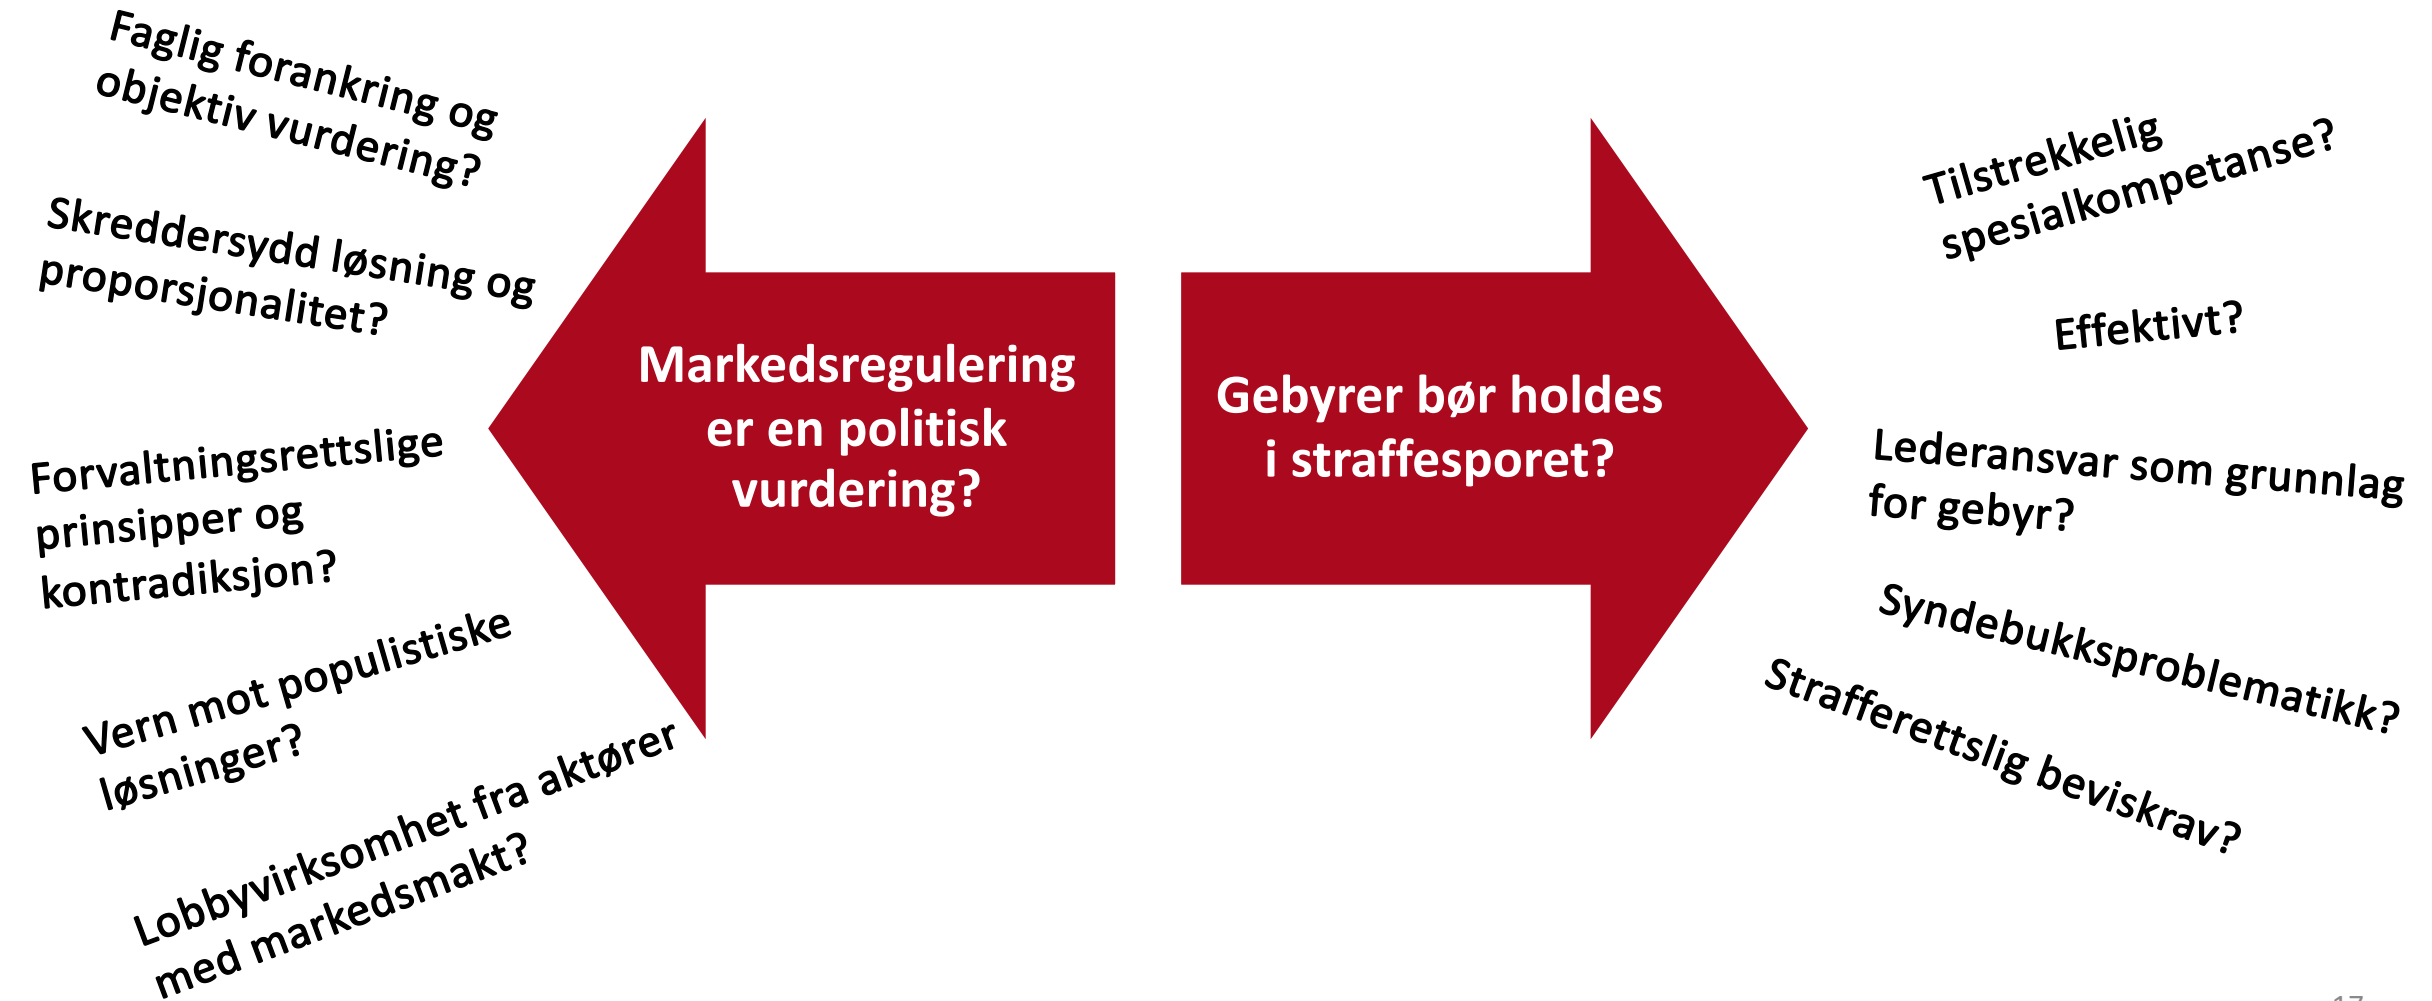 Faglig forankring og
objektiv vurdering?
Skreddersydd løsning og
proporsjonalitet?
Forvaltningsrettslige
prinsipper og
kontradiksjon?
Vern mot populistiske
løsninger?
Lobbyvirksomhet fra aktører
med markedsmakt?
Markedsregulering
er en politisk
vurdering?
Gebyrer bør holdes
i straffesporet?
Tilstrekkelig
spesialkompetanse?
Effektivt?
Lederansvar som grunnlag
for gebyr?
Syndebukksproblematikk?
Strafferettslig beviskrav?
17